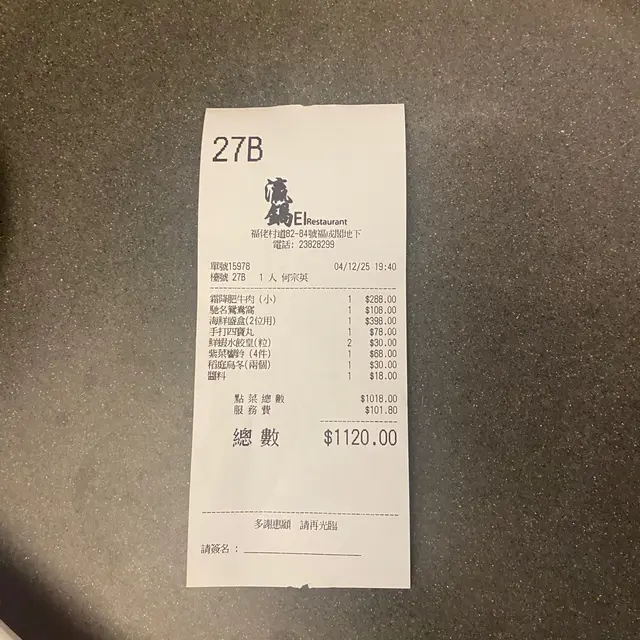 27B
流
鍋EI Restaurant
福佬村道82-84號福成閣地下
電話: 23828299
單號15978 04/12/25 19:40
檯號 27B 1 人 何宗英
霜降肥牛肉(小) 1 $288.00
馳名鴛鴦窩 1 $108.00
海鮮盛盒(2位用) 1 $398.00
手打四寶丸 1 $78.00
鮮蝦水餃皇(粒) 2 $30.00
紫菜響鈴 (4件) 1 $68.00
稻庭烏冬(兩個) 1 $30.00
醬料 1 $18.00
點菜總數 $1018.00
服務費 $101.80
總數 $1120.00
多謝惠顧 請再光臨
請簽名 :